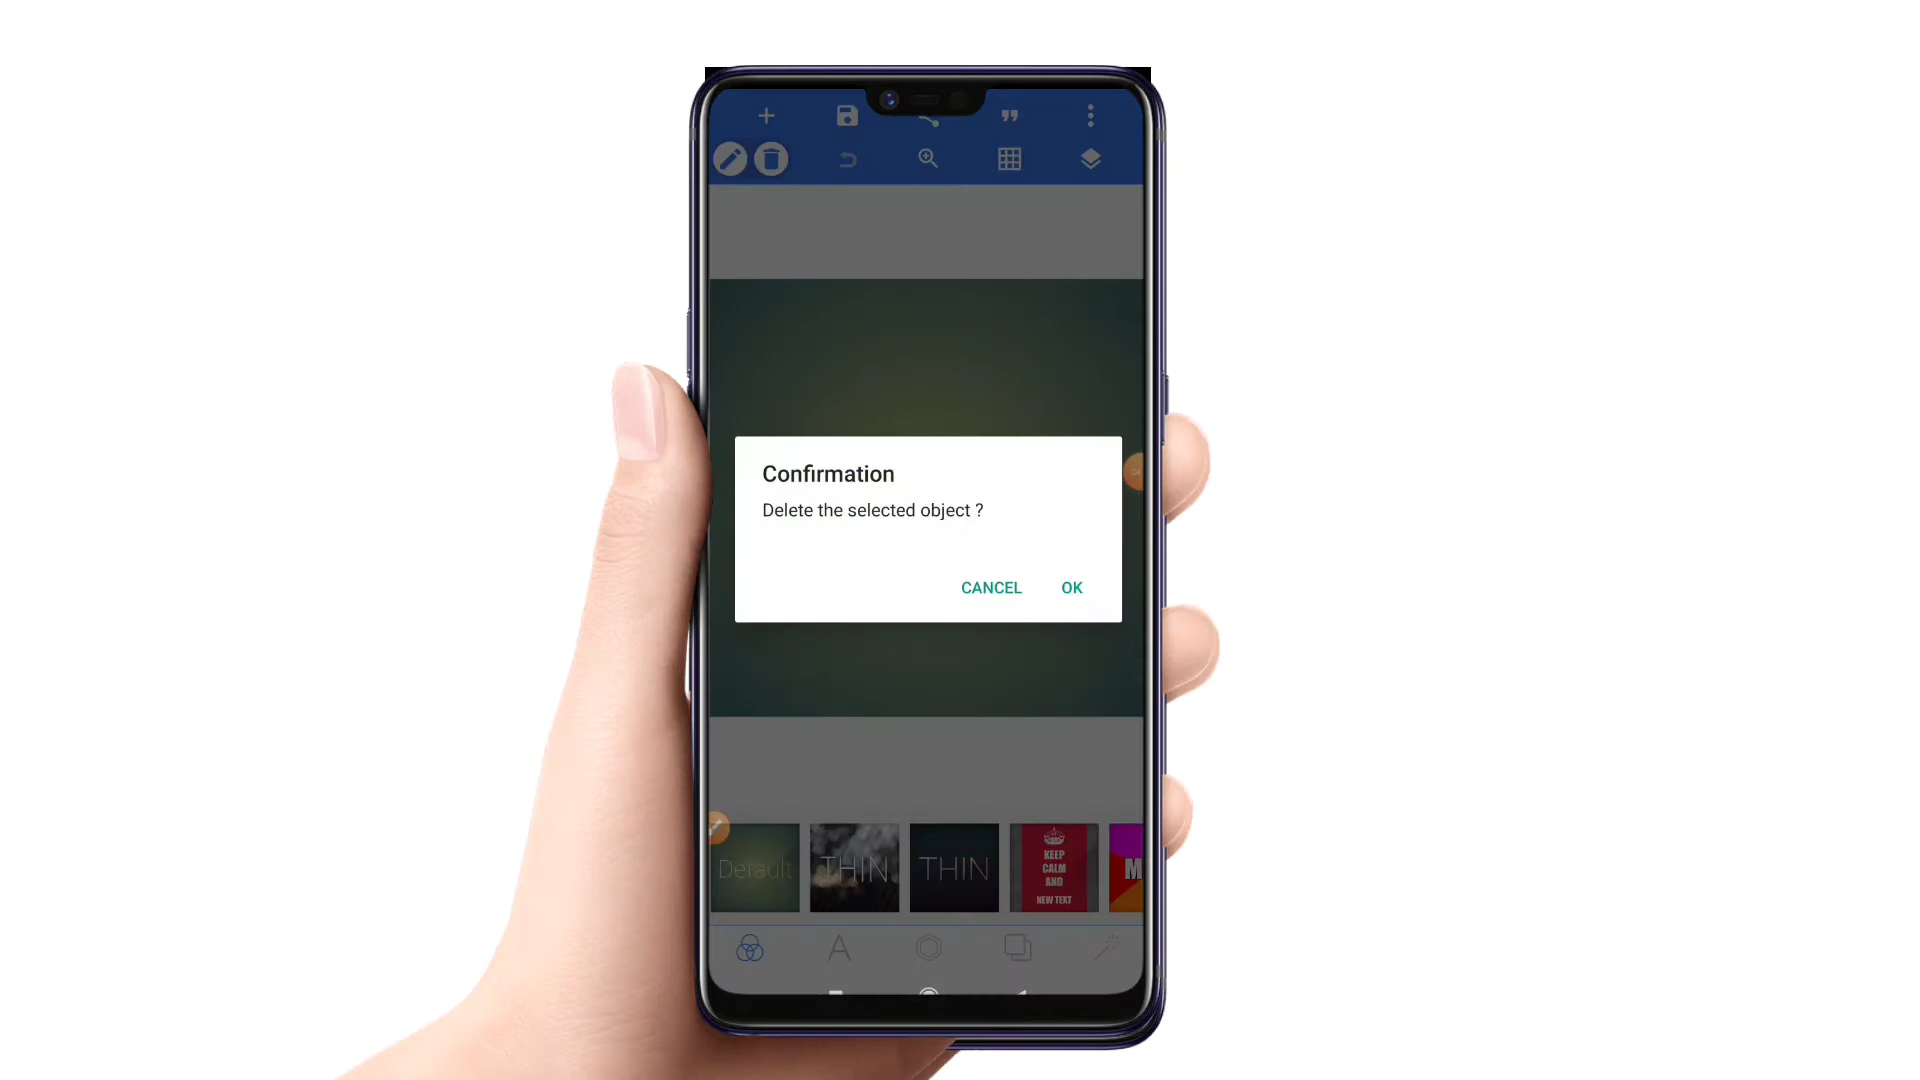 Confirmation
Delete the selected object ?
CANCEL OK
Default
THIN
THIN
KEEP
CALM
AND
NEW TEXT
M